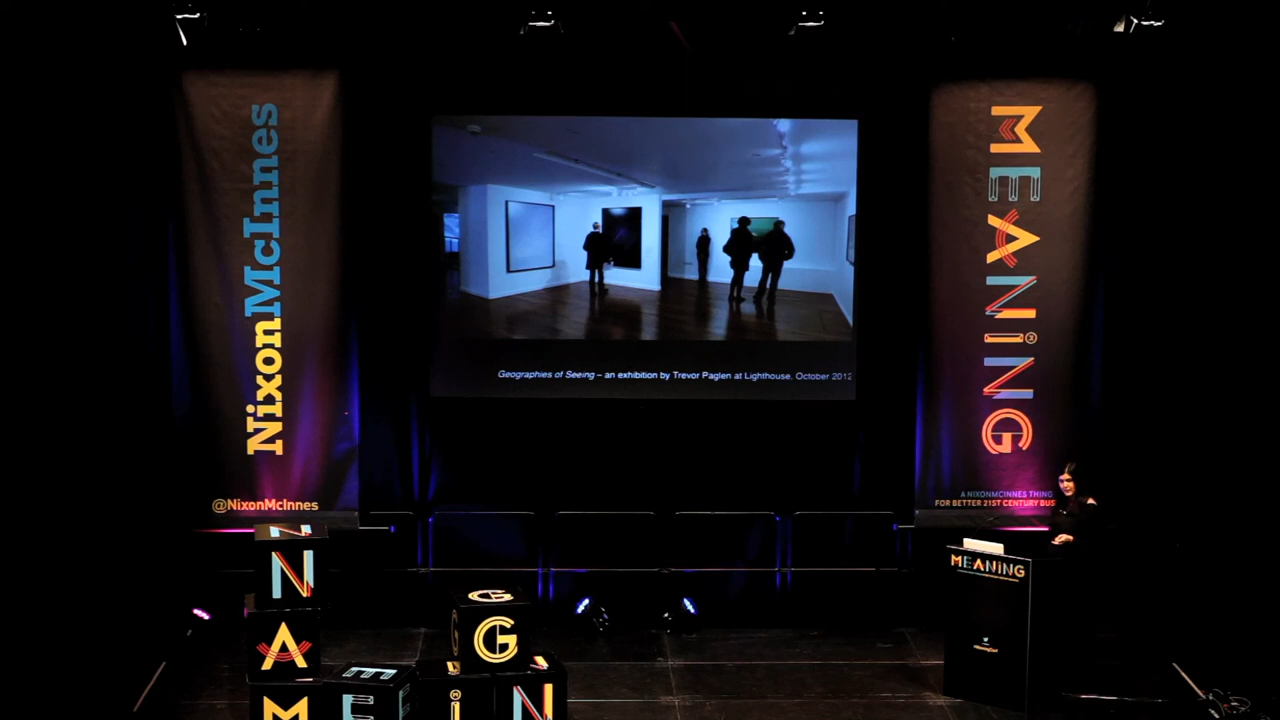 NixonMcInnes
@NixonMcInnes
Geographies of Seeing – an exhibition by Trevor Paglen at Lighthouse, October 2012
MEANING
A NIXONMCINNES THING
FOR BETTER 21ST CENTURY BUS
MEANING
N
N
A
M
E
E
G
G
i
N